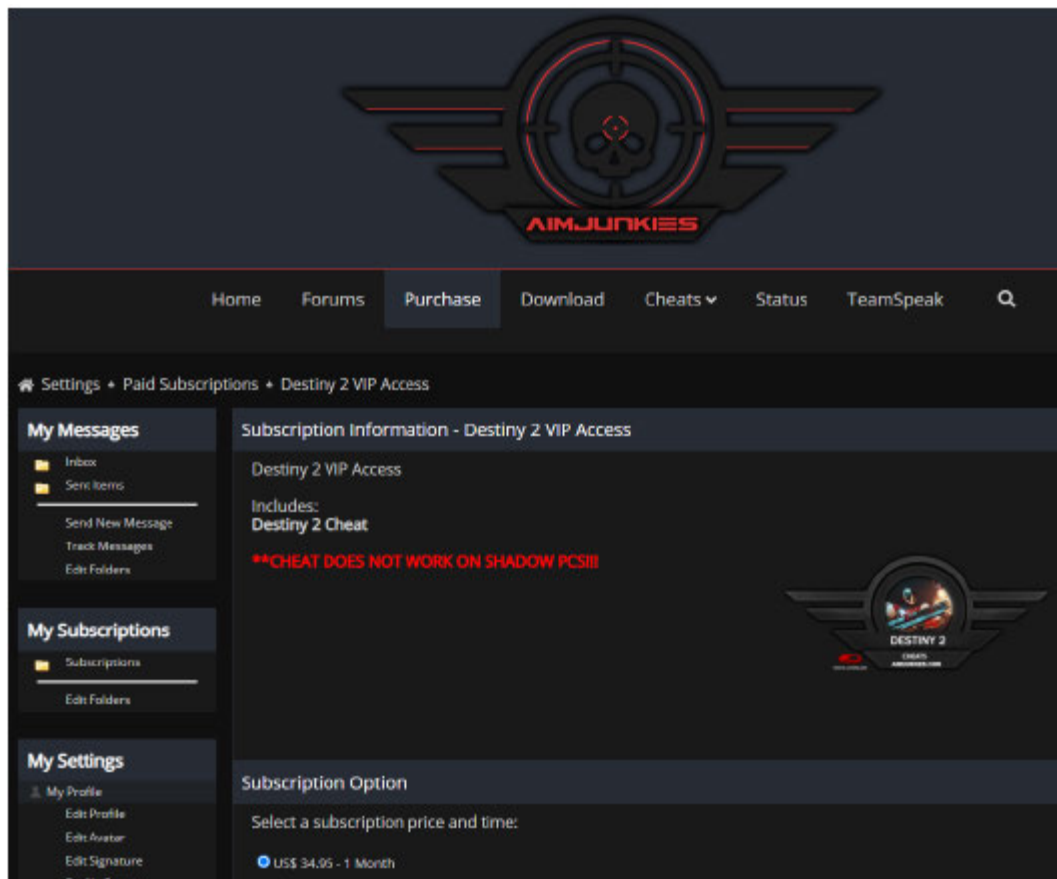 AIMJUNKIES
Home Forums Purchase Download Cheats Status TeamSpeak
Settings Paid Subscriptions Destiny 2 VIP Access
My Messages
Inbox
Sent Items
Send New Message
Track Messages
Edit Folders
My Subscriptions
Subscriptions
Edit Folders
My Settings
My Profile
Edit Profile
Edit Avatar
Edit Signature
Subscription Information - Destiny 2 VIP Access
Destiny 2 VIP Access
Includes:
Destiny 2 Cheat
**CHEAT DOES NOT WORK ON SHADOW PCS!!!
DESTINY 2
CHEATS
AIMJUNKIES.COM
Subscription Option
Select a subscription price and time:
US$ 34.95 - 1 Month